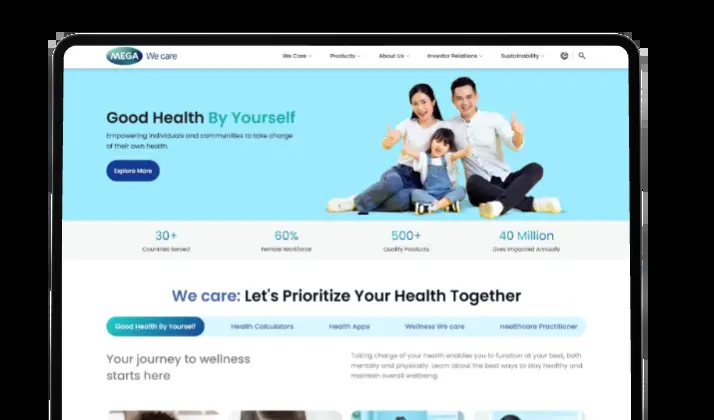 MEGA We care
We Care Products About Us Investor Relations Sustainability
Good Health By Yourself
Empowering individuals and communities to take charge
of their own health.
Explore More
30+ 60% 500+ 40 Million
Countries Served Female Workforce Quality Products Lives Impacted Annually
We care: Let's Prioritize Your Health Together
Good Health By Yourself Health Calculators Health Apps Wellness We care Healthcare Practitioner
Your journey to wellness
starts here
Taking charge of your health enables you to function at your best, both
mentally and physically. Learn about the best ways to stay healthy and
maintain overall wellbeing.